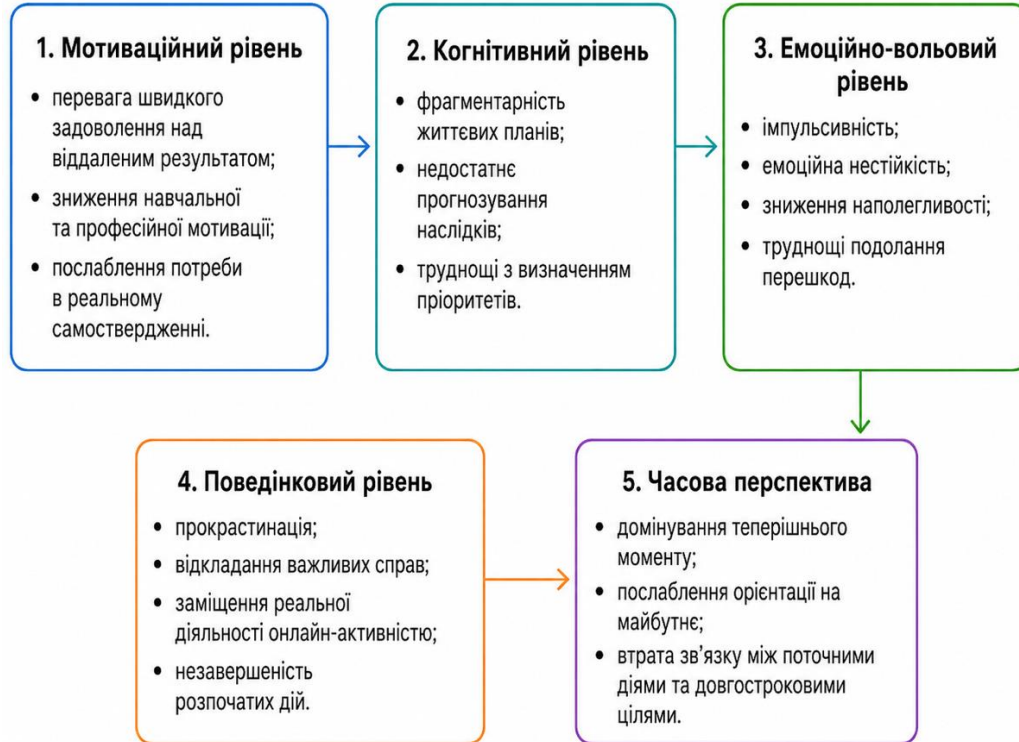 1. Мотиваційний рівень
• перевага швидкого
задоволення над
віддаленим результатом;
• зниження навчальної
та професійної мотивації;
• послаблення потреби
в реальному
самоствердженні.
2. Когнітивний рівень
• фрагментарність
життєвих планів;
• недостатнє
прогнозування
наслідків;
• труднощі з визначенням
пріоритетів.
3. Емоційно-вольовий
рівень
• імпульсивність;
• емоційна нестійкість;
• зниження наполегливості;
• труднощі подолання
перешкод.
4. Поведінковий рівень
• прокрастинація;
• відкладання важливих справ;
• заміщення реальної
діяльності онлайн-активністю;
• незавершеність
розпочатих дій.
5. Часова перспектива
• домінування теперішнього
моменту;
• послаблення орієнтації на
майбутнє;
• втрата зв’язку між поточними
діями та довгостроковими
цілями.